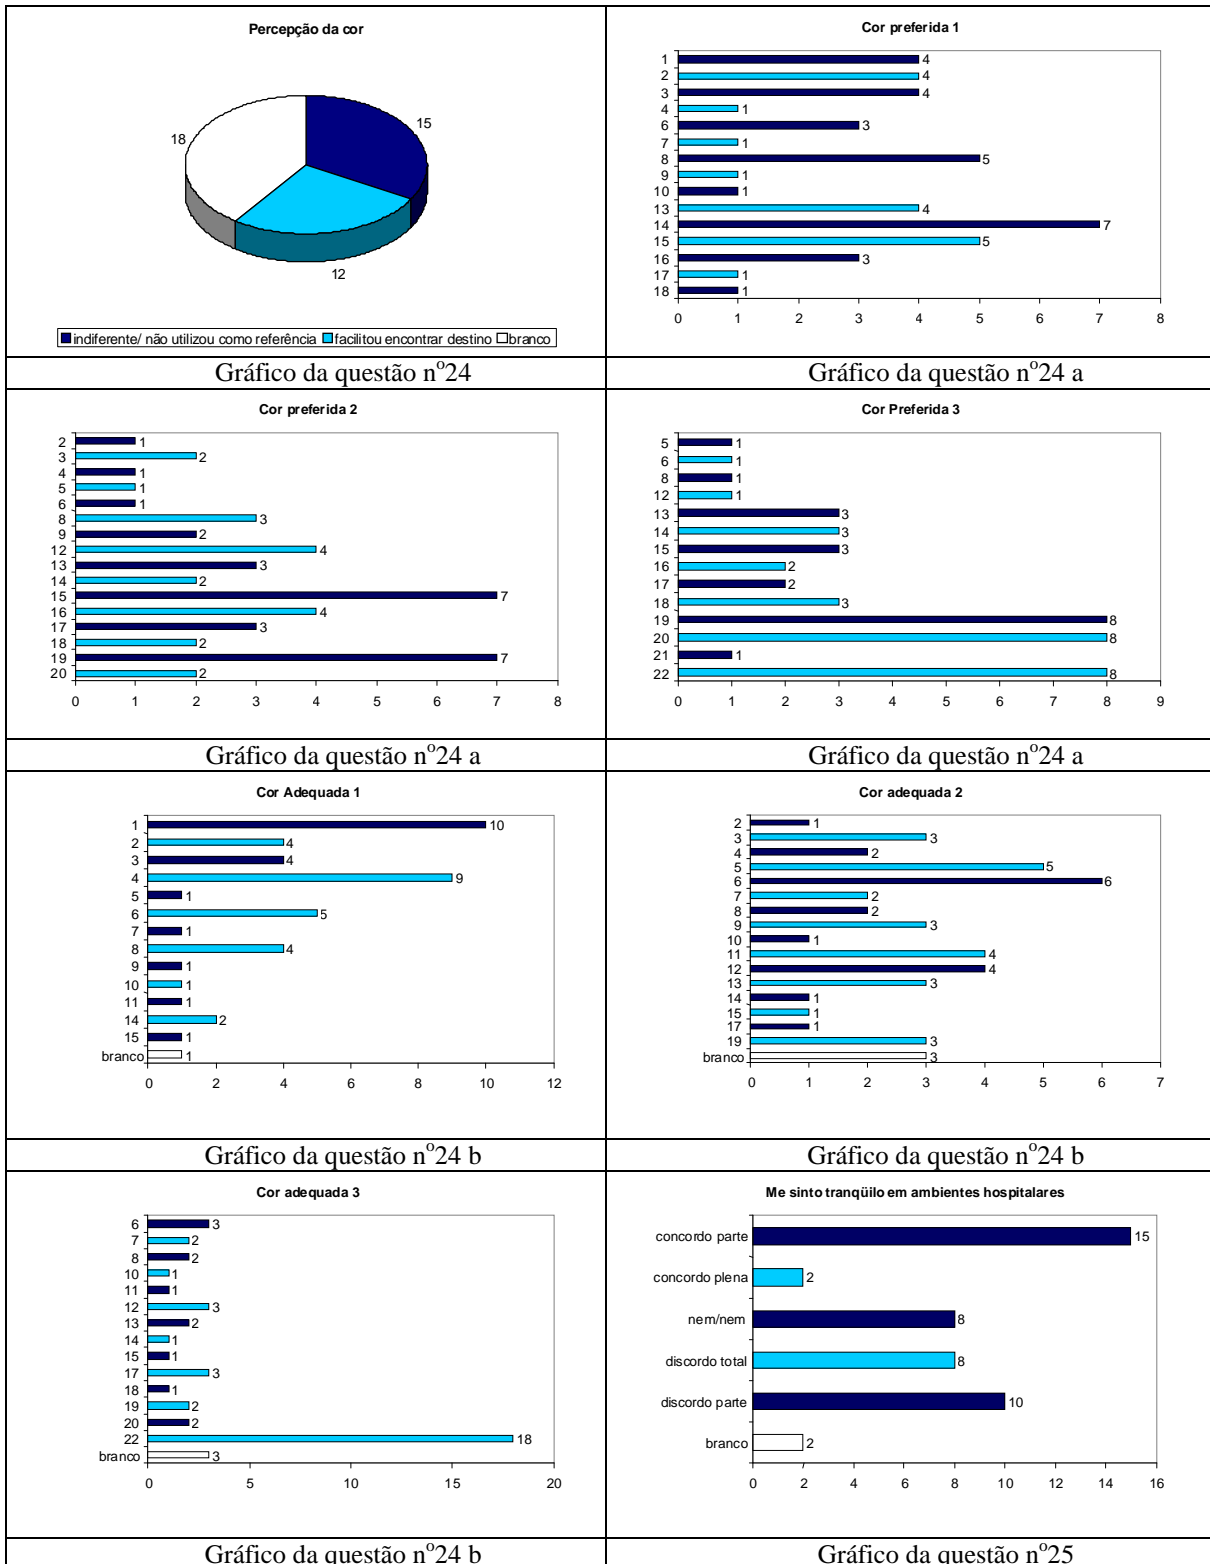 Percepção da cor
18
15
12
indiferente/ não utilizou como referência facilitou encontrar destino branco
Gráfico da questão nº24
Cor preferida 1
1 4
2 4
3 4
4 1
6 3
7 1
8 5
9 1
10 1
13 4
14 7
15 5
16 3
17 1
18 1
0 1 2 3 4 5 6 7 8
Gráfico da questão nº24 a
Cor preferida 2
2 1
3 2
4 1
5 1
6 1
8 3
9 2
12 4
13 3
14 2
15 7
16 4
17 3
18 2
19 7
20 2
0 1 2 3 4 5 6 7 8
Gráfico da questão nº24 a
Cor Preferida 3
5 1
6 1
8 1
12 1
13 3
14 3
15 3
16 2
17 2
18 3
19 8
20 8
21 1
22 8
0 1 2 3 4 5 6 7 8 9
Gráfico da questão nº24 a
Cor Adequada 1
1 10
2 4
3 4
4 9
5 1
6 5
7 1
8 4
9 1
10 1
11 1
14 2
15 1
branco 1
0 2 4 6 8 10 12
Gráfico da questão nº24 b
Cor adequada 2
2 1
3 3
4 2
5 5
6 6
7 2
8 2
9 3
10 1
11 4
12 4
13 3
14 1
15 1
17 1
19 3
branco 3
0 1 2 3 4 5 6 7
Gráfico da questão nº24 b
Cor adequada 3
6 3
7 2
8 2
10 1
11 1
12 3
13 2
14 1
15 1
17 3
18 1
19 2
20 2
22 18
branco 3
0 5 10 15 20
Gráfico da questão nº24 b
Me sinto tranqüilo em ambientes hospitalares
concordo parte 15
concordo plena 2
nem/nem 8
discordo total 8
discordo parte 10
branco 2
0 2 4 6 8 10 12 14 16
Gráfico da questão nº25